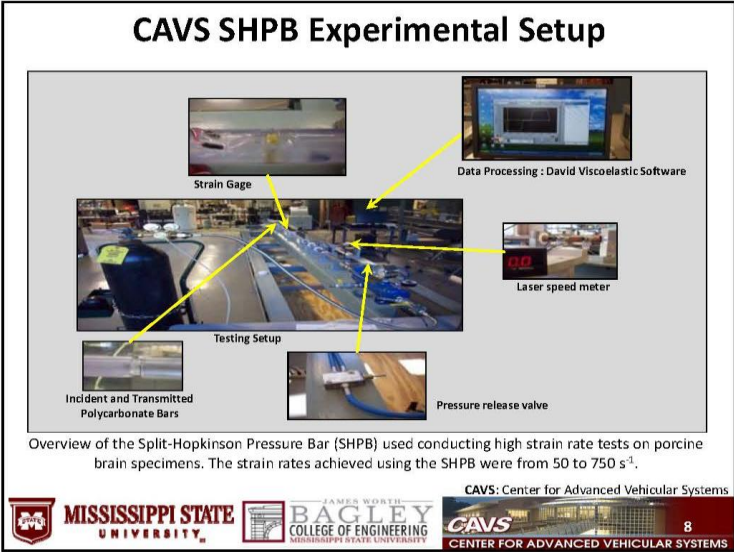 CAVS SHPB Experimental Setup
Strain Gage
Data Processing : David Viscoelastic Software
0.0
Laser speed meter
Testing Setup
Incident and Transmitted
Polycarbonate Bars
Pressure release valve
Overview of the Split-Hopkinson Pressure Bar (SHPB) used conducting high strain rate tests on porcine
brain specimens. The strain rates achieved using the SHPB were from 50 to 750 s⁻¹.
CAVS: Center for Advanced Vehicular Systems
STATE
MISSISSIPPI STATE
UNIVERSITY
JAMES WORTH
BAGLEY
COLLEGE OF ENGINEERING
MISSISSIPPI STATE UNIVERSITY
CAVS
8
CENTER FOR ADVANCED VEHICULAR SYSTEMS